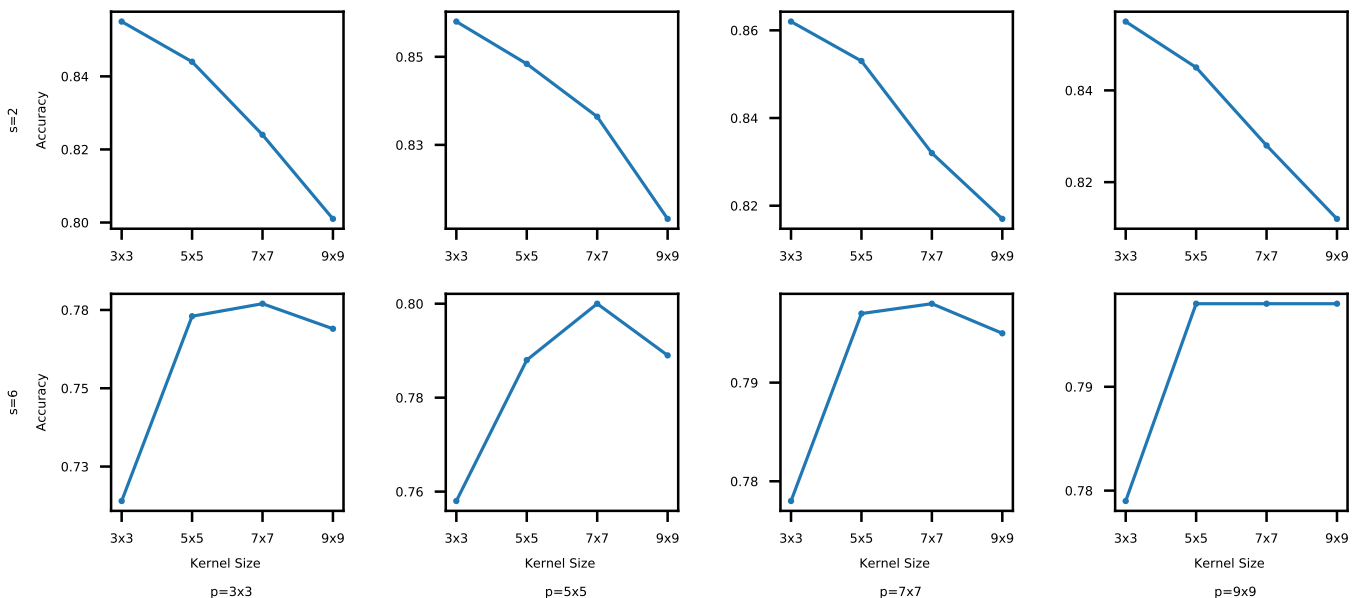 s=2
Accuracy
0.84
0.82
0.80
3x3 5x5 7x7 9x9
0.85
0.83
3x3 5x5 7x7 9x9
0.86
0.84
0.82
3x3 5x5 7x7 9x9
0.84
0.82
3x3 5x5 7x7 9x9
s=6
Accuracy
0.78
0.75
0.73
3x3 5x5 7x7 9x9
Kernel Size
p=3x3
0.80
0.78
0.76
3x3 5x5 7x7 9x9
Kernel Size
p=5x5
0.79
0.78
3x3 5x5 7x7 9x9
Kernel Size
p=7x7
0.79
0.78
3x3 5x5 7x7 9x9
Kernel Size
p=9x9